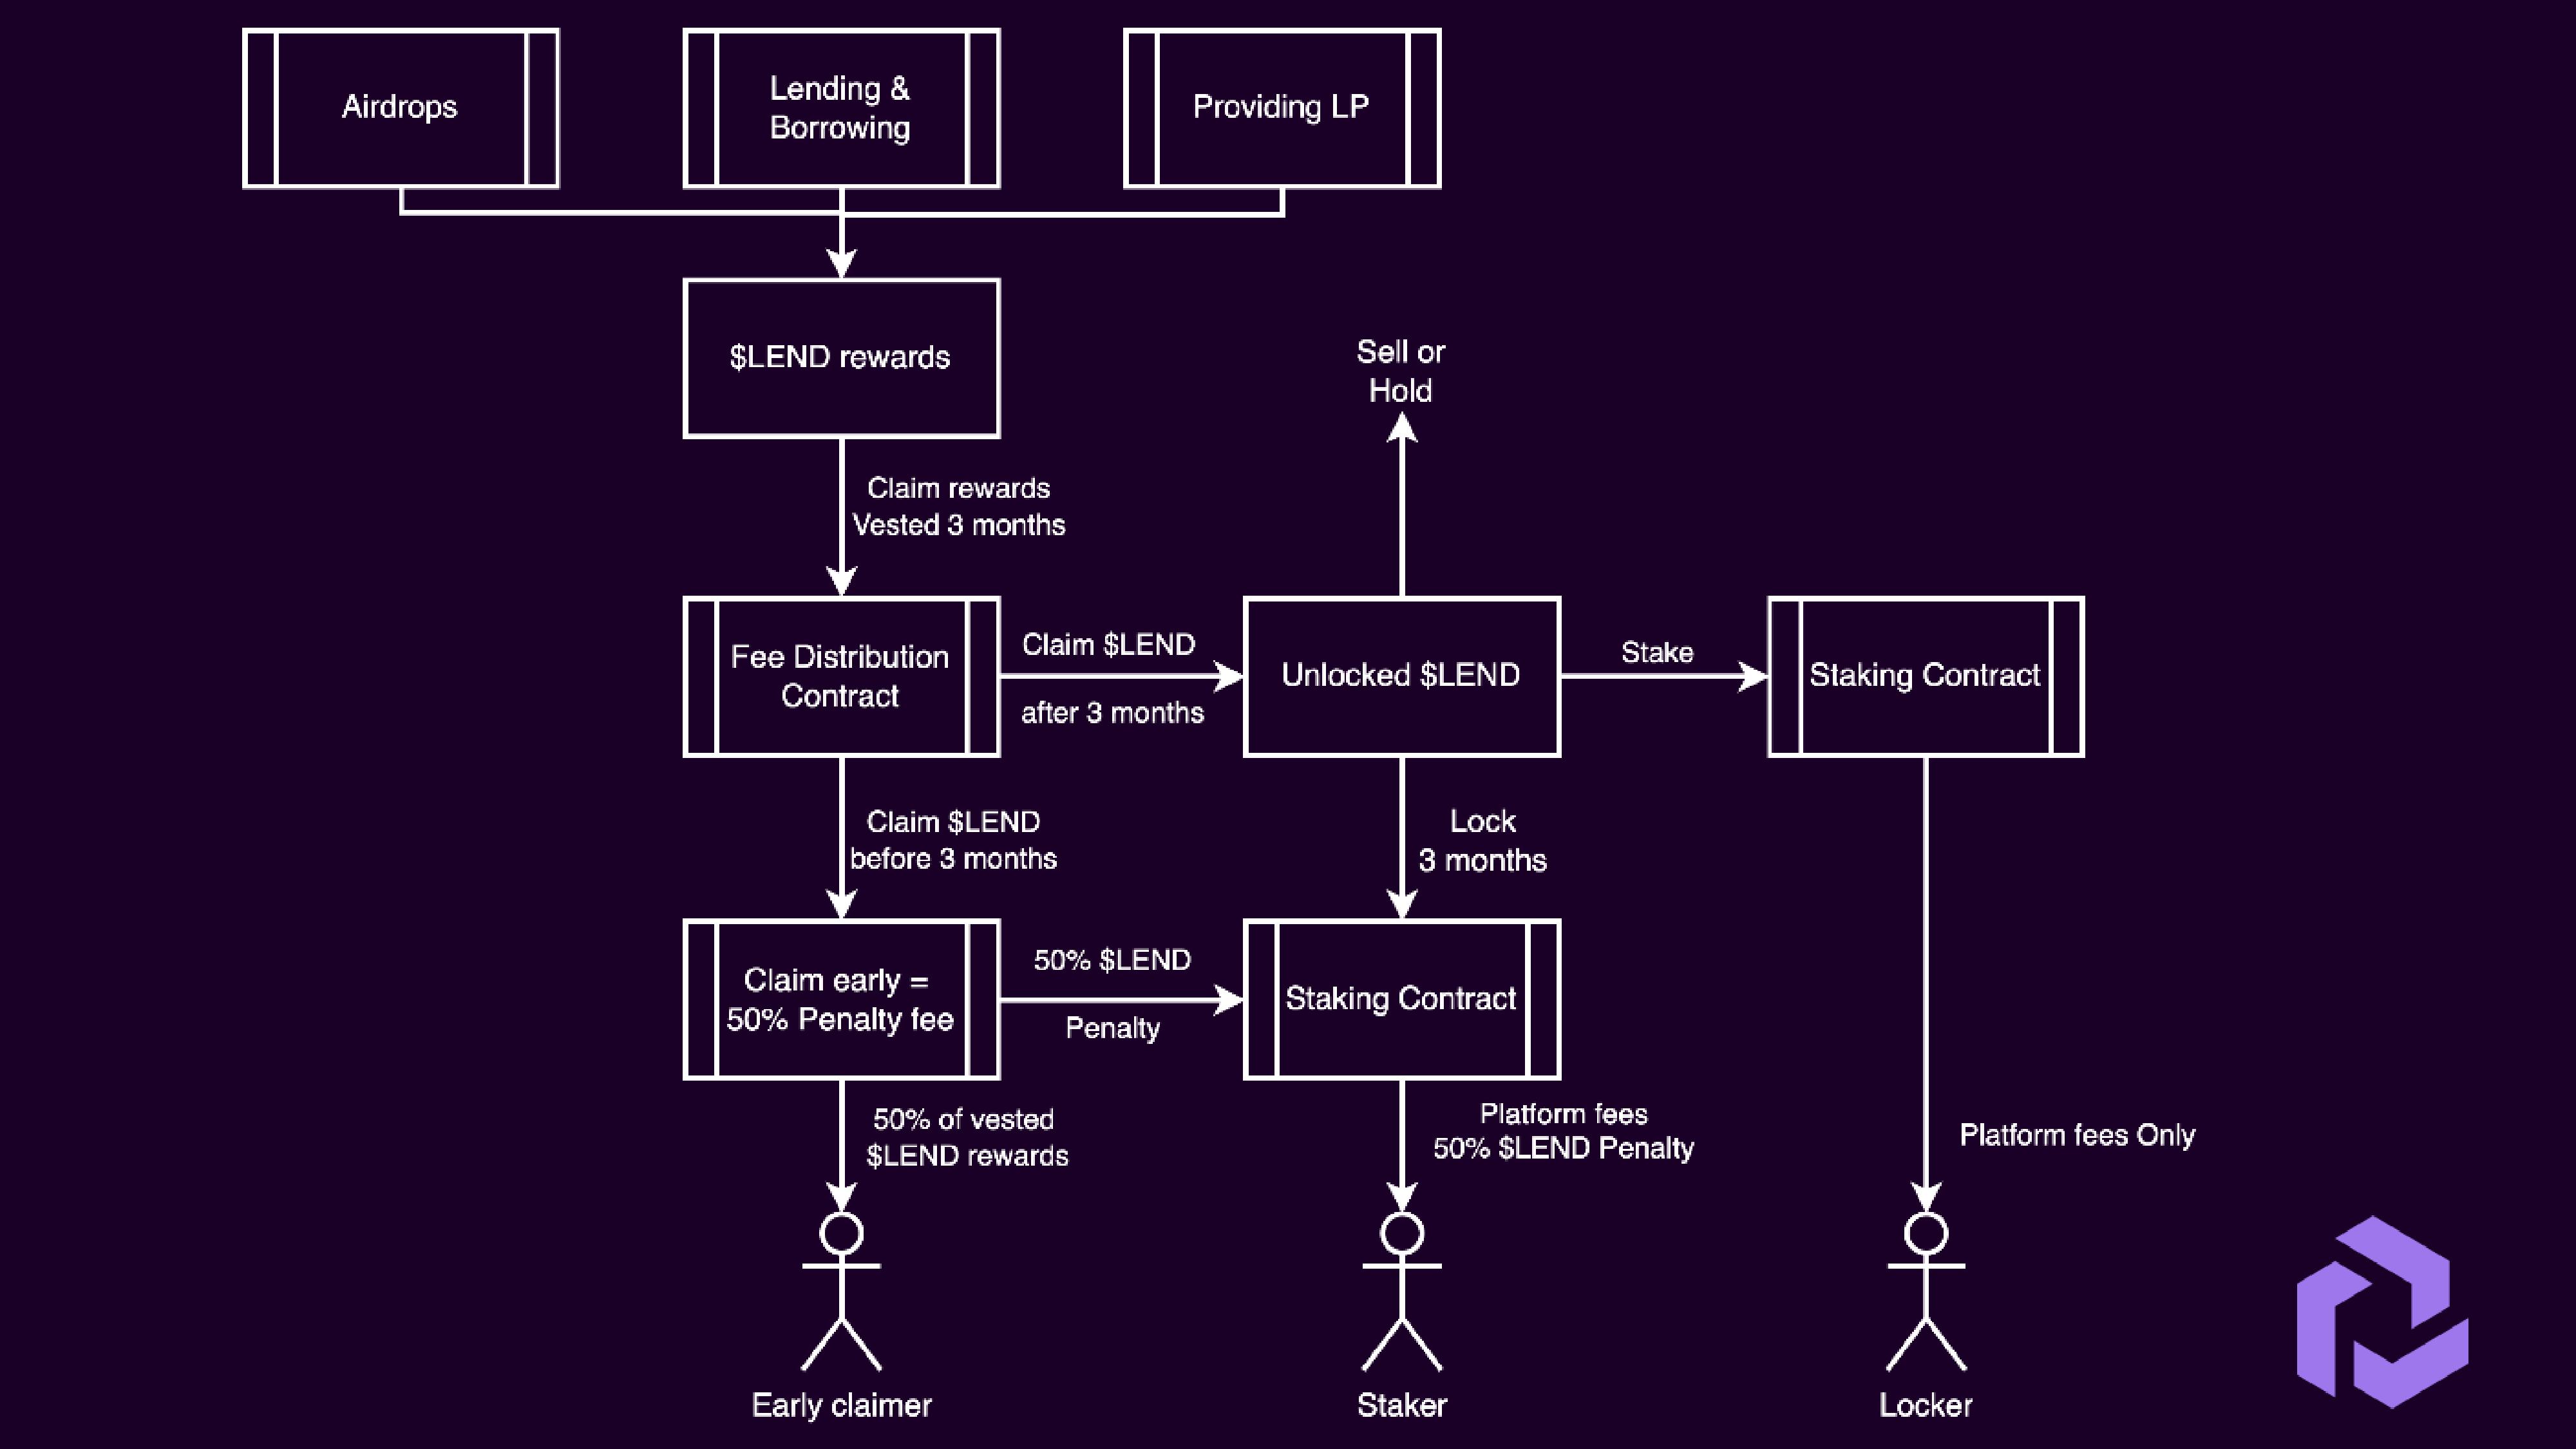 Airdrops
Lending &
Borrowing
Providing LP
$LEND rewards
Sell or
Hold
Claim rewards
Vested 3 months
Fee Distribution
Contract
Claim $LEND
after 3 months
Unlocked $LEND
Stake
Staking Contract
Claim $LEND
before 3 months
Lock
3 months
Claim early =
50% Penalty fee
50% $LEND
Penalty
Staking Contract
50% of vested
$LEND rewards
Platform fees
50% $LEND Penalty
Platform fees Only
Early claimer
Staker
Locker